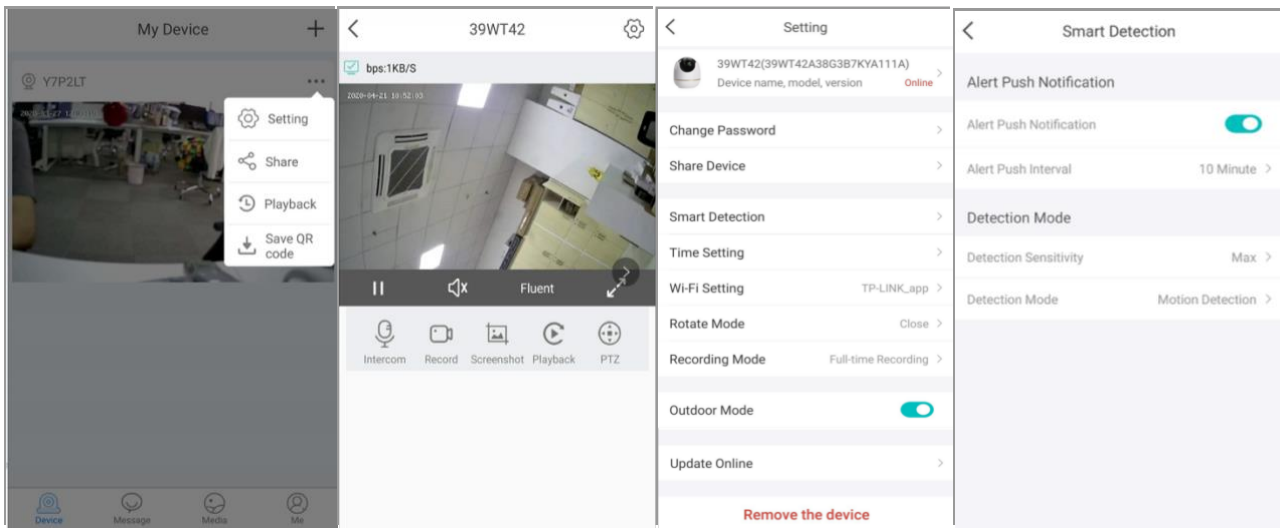 My Device
Y7P2LT
Setting
Share
Playback
Save QR
code
Device
Message
Media
Me
39WT42
bps:1KB/S
2020-04-21 10:52:03
Fluent
Intercom
Record
Screenshot
Playback
PTZ
Setting
39WT42(39WT42A38G3B7KYA111A)
Device name, model, version
Online
Change Password
Share Device
Smart Detection
Time Setting
Wi-Fi Setting
TP-LINK_app
Rotate Mode
Close
Recording Mode
Full-time Recording
Outdoor Mode
Update Online
Remove the device
Smart Detection
Alert Push Notification
Alert Push Notification
Alert Push Interval
10 Minute
Detection Mode
Detection Sensitivity
Max
Detection Mode
Motion Detection